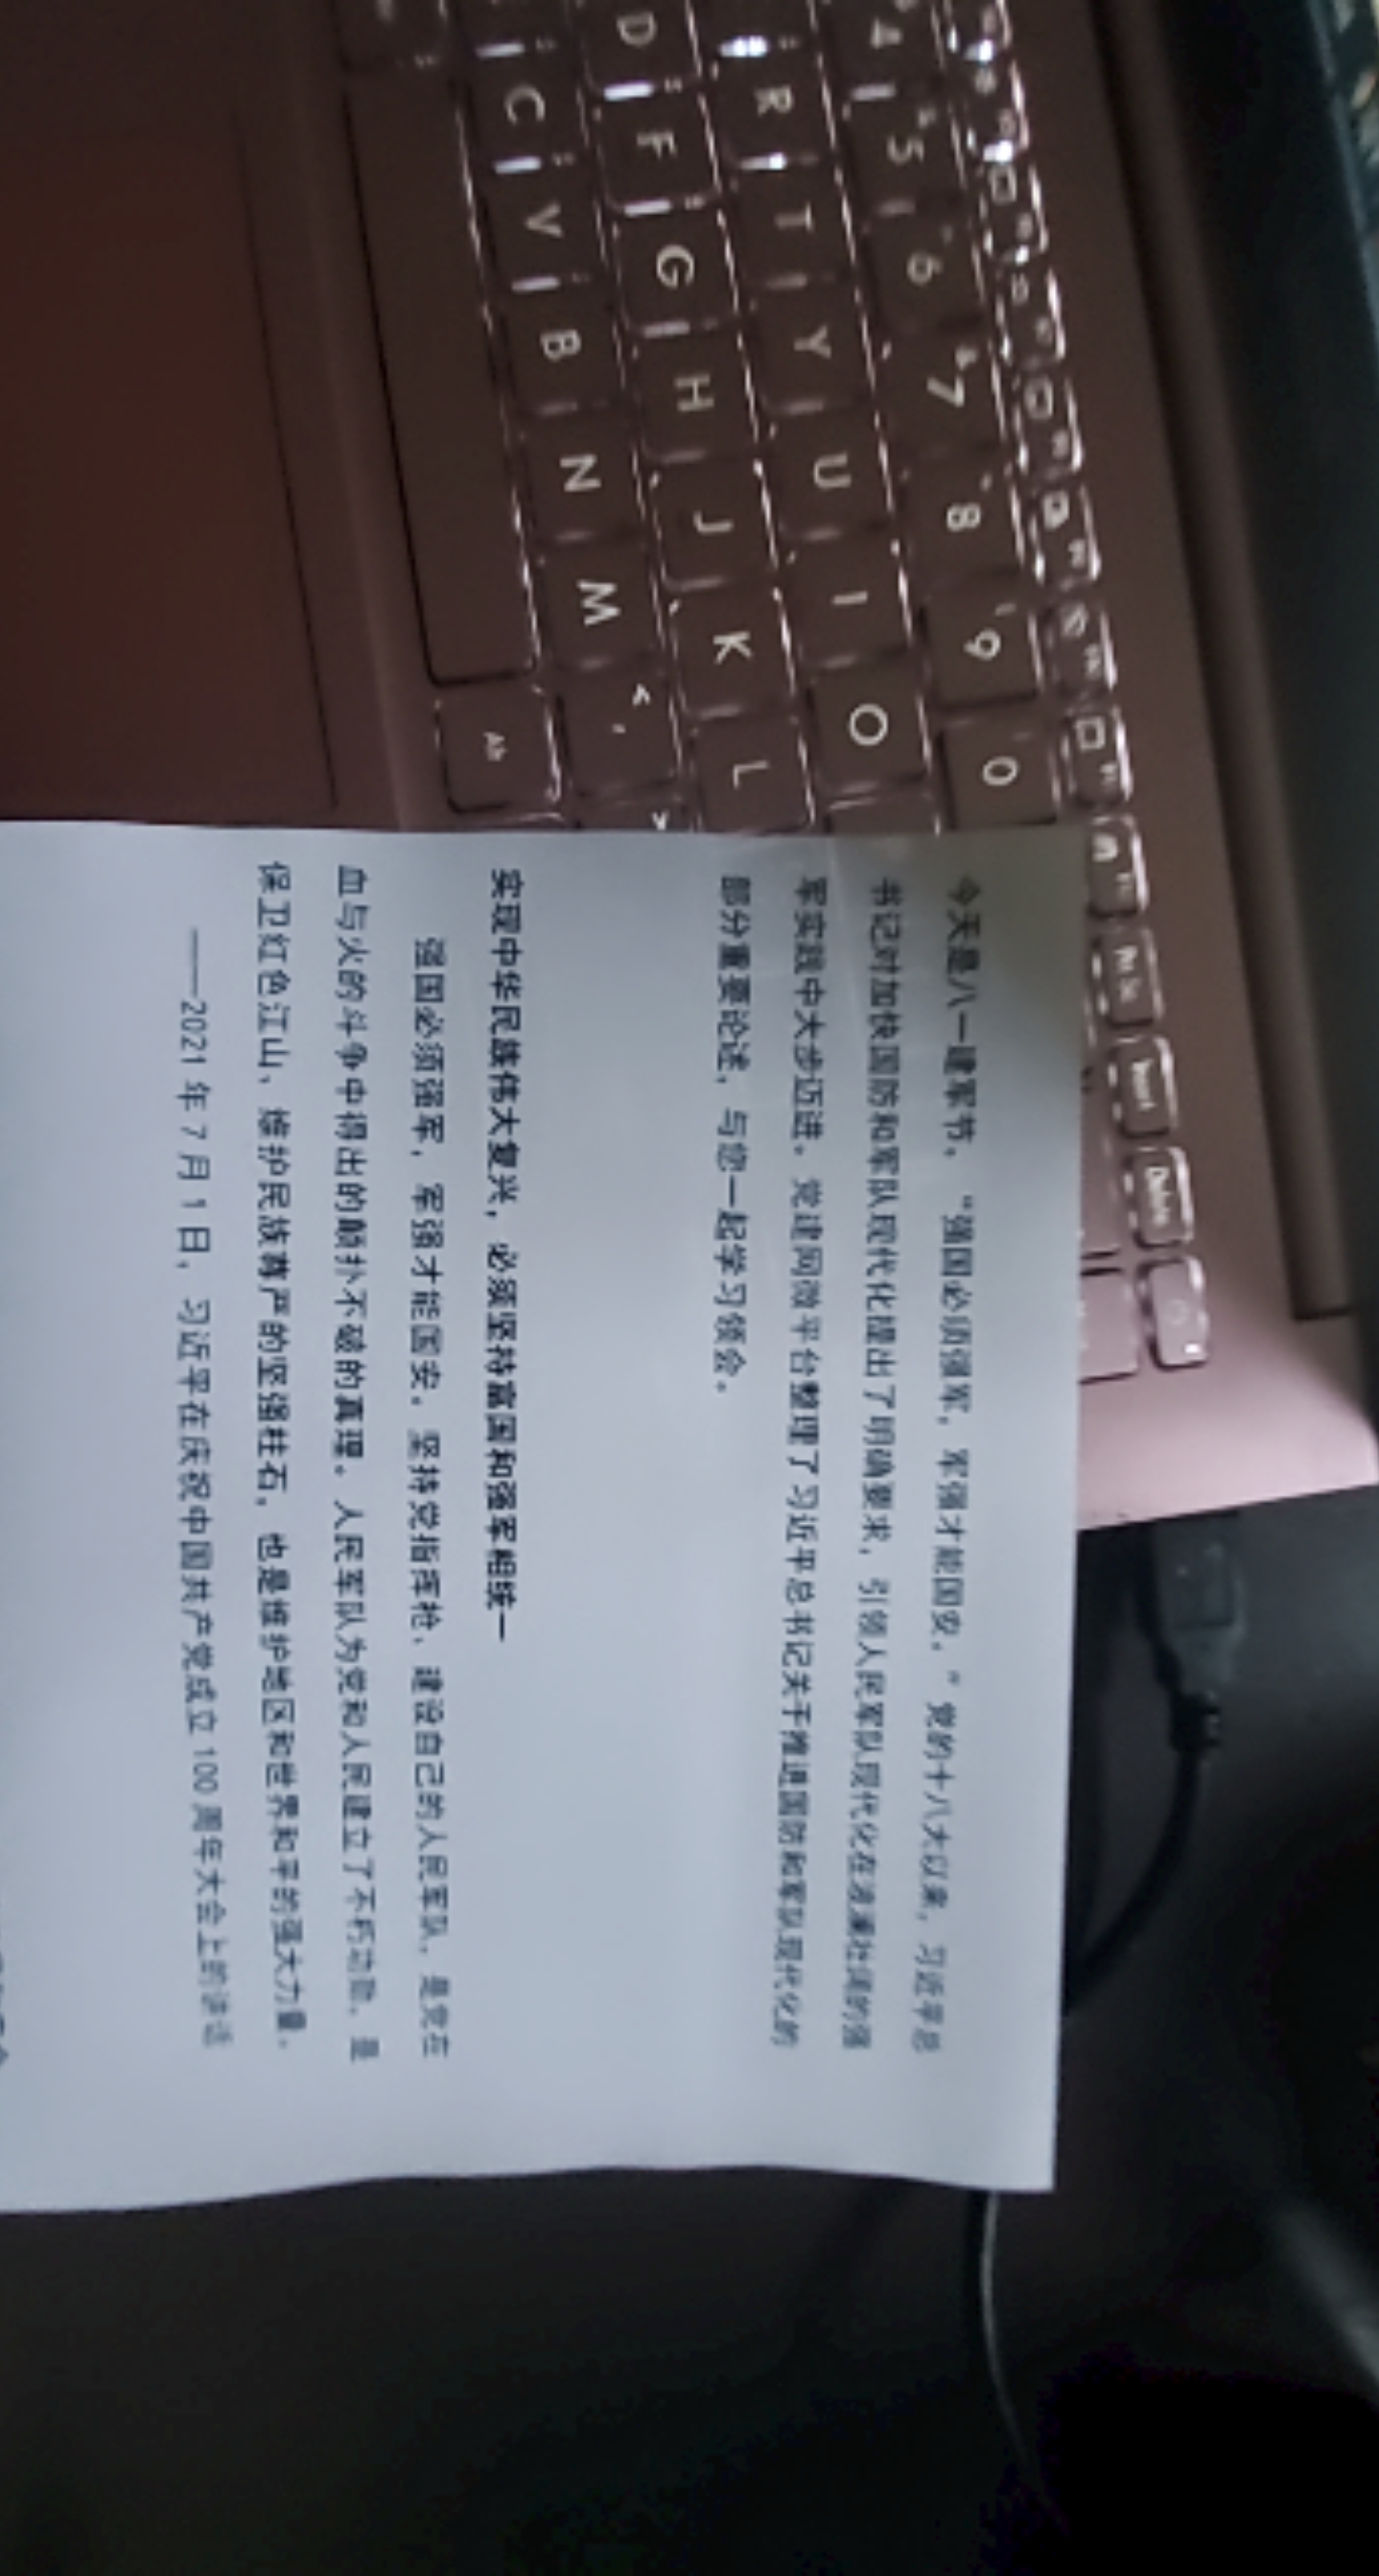 今天是八一建军节。“强国必须强军,军强才能国安。”党的十八大以来,习近平总
书记对加快国防和军队现代化提出了明确要求,引领人民军队现代化在波澜壮阔的强
军实践中大步迈进。党建网微平台整理了习近平总书记关于推进国防和军队现代化的
部分重要论述,与您一起学习领会。
实现中华民族伟大复兴,必须坚持富国和强军相统一
强国必须强军,军强才能国安。坚持党指挥枪、建设自己的人民军队,是党在
血与火的斗争中得出的颠扑不破的真理。人民军队为党和人民建立了不朽功勋,是
保卫红色江山、维护民族尊严的坚强柱石,也是维护地区和世界和平的强大力量。
——2021 年 7 月 1 日,习近平在庆祝中国共产党成立 100 周年大会上的讲话
4 5 6 7 8 9 0
R T Y U I O
D F G H J K L
C V B N M < ,
Alt
Prt Sc
Insert
Delete